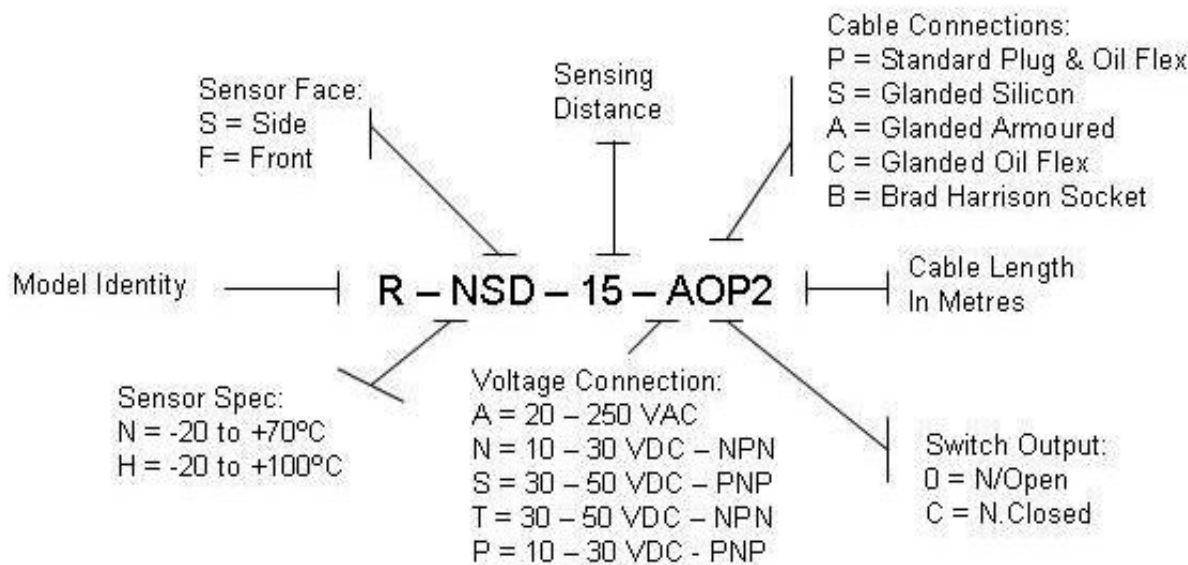 Cable Connections:
P = Standard Plug & Oil Flex
S = Glanded Silicon
A = Glanded Armoured
C = Glanded Oil Flex
B = Brad Harrison Socket
Sensing
Distance
Sensor Face:
S = Side
F = Front
Model Identity
R – NSD – 15 – AOP2
Cable Length
In Metres
Sensor Spec:
N = -20 to +70ºC
H = -20 to +100ºC
Voltage Connection:
A = 20 – 250 VAC
N = 10 – 30 VDC – NPN
S = 30 – 50 VDC – PNP
T = 30 – 50 VDC – NPN
P = 10 – 30 VDC - PNP
Switch Output:
0 = N/Open
C = N.Closed